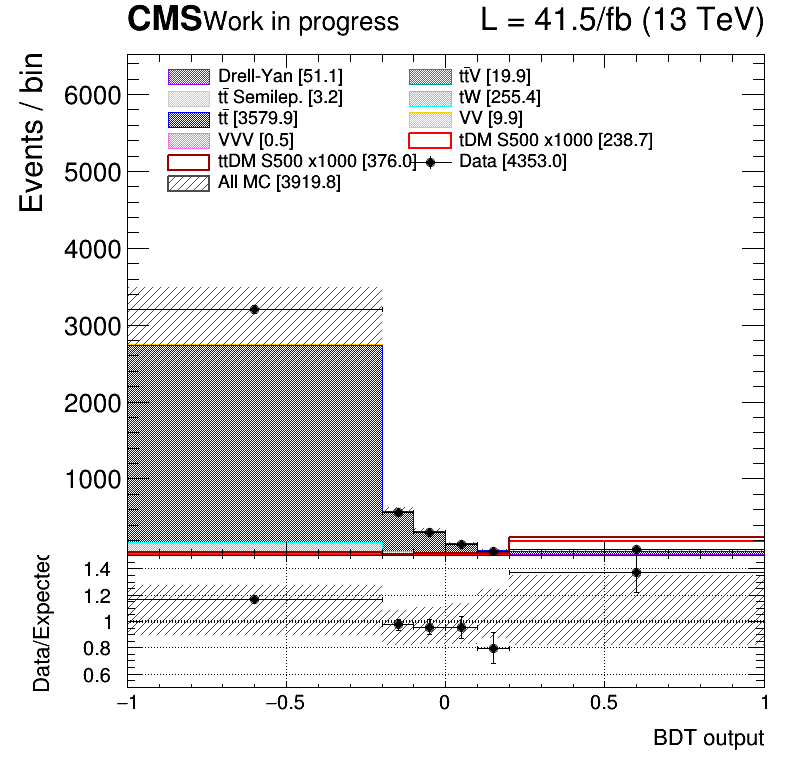 CMS Work in progress L = 41.5/fb (13 TeV)
Events / bin
Drell-Yan [51.1] tt̄V [19.9]
tt̄ Semilep. [3.2] tW [255.4]
tt̄ [3579.9] VV [9.9]
VVV [0.5] tDM S500 x1000 [238.7]
ttDM S500 x1000 [376.0] Data [4353.0]
All MC [3919.8]
6000
5000
4000
3000
2000
1000
Data/Expected
1.4
1.2
1
0.8
0.6
−1 −0.5 0 0.5 1
BDT output